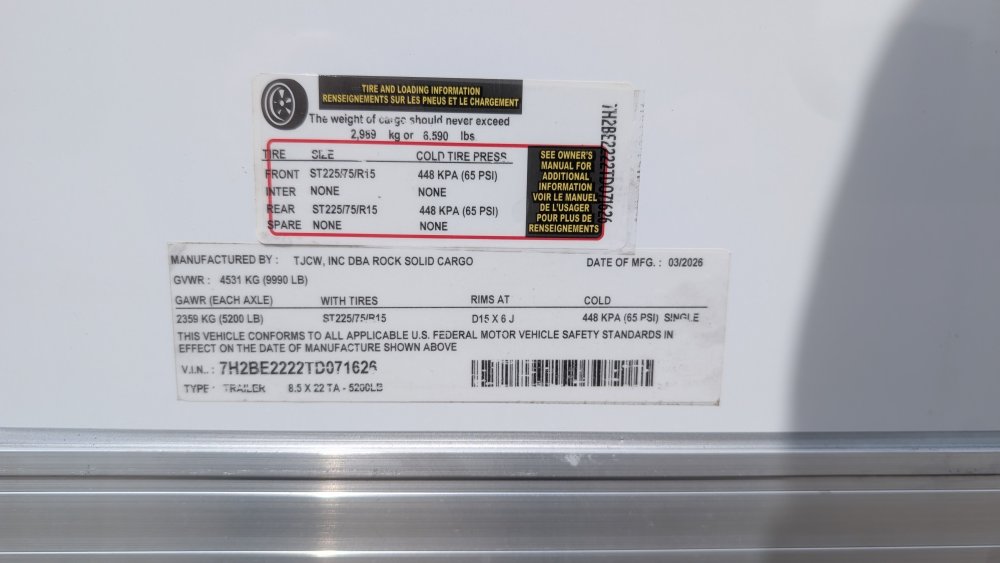 TIRE AND LOADING INFORMATION
RENSEIGNEMENTS SUR LES PNEUS ET LE CHARGEMENT
The weight of cargo should never exceed
2,989 kg or 6.590 lbs
TIRE SIZE COLD TIRE PRESS
FRONT ST225/75/R15 448 KPA (65 PSI)
INTER NONE NONE
REAR ST225/75/R15 448 KPA (65 PSI)
SPARE NONE NONE
SEE OWNER'S
MANUAL FOR
ADDITIONAL
INFORMATION
VOIR LE MANUEL
DE L'USAGER
POUR PLUS DE
RENSEIGNEMENTS
7H2BE2222TD071626
MANUFACTURED BY : TJCW, INC DBA ROCK SOLID CARGO DATE OF MFG. : 03/2026
GVWR : 4531 KG (9990 LB)
GAWR (EACH AXLE) WITH TIRES RIMS AT COLD
2359 KG (5200 LB) ST225/75/R15 D15 X 6 J 448 KPA (65 PSI) SINGLE
THIS VEHICLE CONFORMS TO ALL APPLICABLE U.S. FEDERAL MOTOR VEHICLE SAFETY STANDARDS IN
EFFECT ON THE DATE OF MANUFACTURE SHOWN ABOVE
V.I.N.. : 7H2BE2222TD071626
TYPE : TRAILER 8.5 X 22 TA - 5200LB